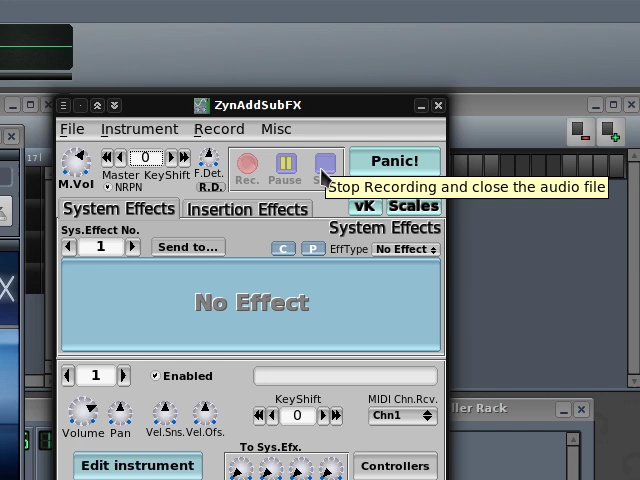 ZynAddSubFX
File Instrument Record Misc
0
Master KeyShift
NRPN
M.Vol
F.Det.
R.D.
Rec. Pause
Panic!
Stop Recording and close the audio file
17
System Effects
Insertion Effects
vK
Scales
System Effects
Sys.Effect No.
1
Send to...
C
P
EffType
No Effect
No Effect
X
1
Enabled
KeyShift
0
MIDI Chn.Rcv.
Chn1
Volume Pan Vel.Sns. Vel.Ofs.
ller Rack
To Sys.Efx.
Edit instrument
Controllers